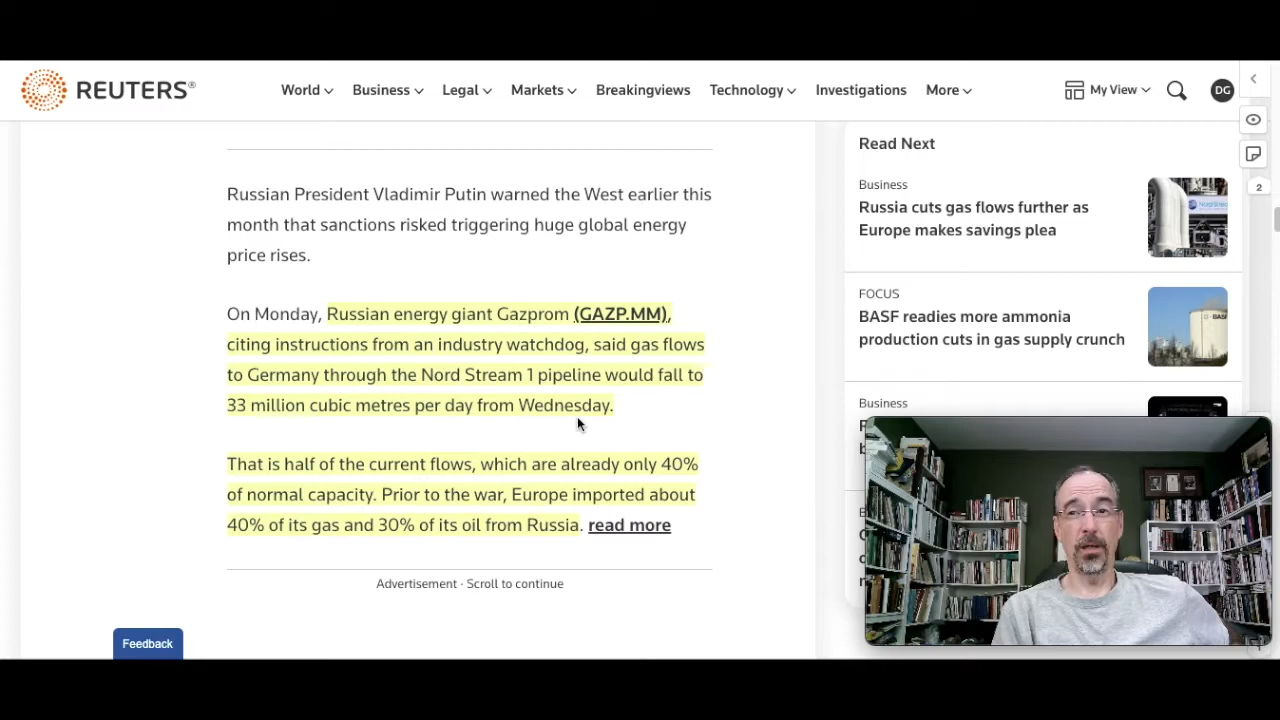 REUTERS®
World
Business
Legal
Markets
Breakingviews
Technology
Investigations
More
My View
DG
2
Russian President Vladimir Putin warned the West earlier this
month that sanctions risked triggering huge global energy
price rises.
On Monday, Russian energy giant Gazprom (GAZP.MM),
citing instructions from an industry watchdog, said gas flows
to Germany through the Nord Stream 1 pipeline would fall to
33 million cubic metres per day from Wednesday.
That is half of the current flows, which are already only 40%
of normal capacity. Prior to the war, Europe imported about
40% of its gas and 30% of its oil from Russia. read more
Advertisement · Scroll to continue
Feedback
Read Next
Business
Russia cuts gas flows further as
Europe makes savings plea
FOCUS
BASF readies more ammonia
production cuts in gas supply crunch
Business